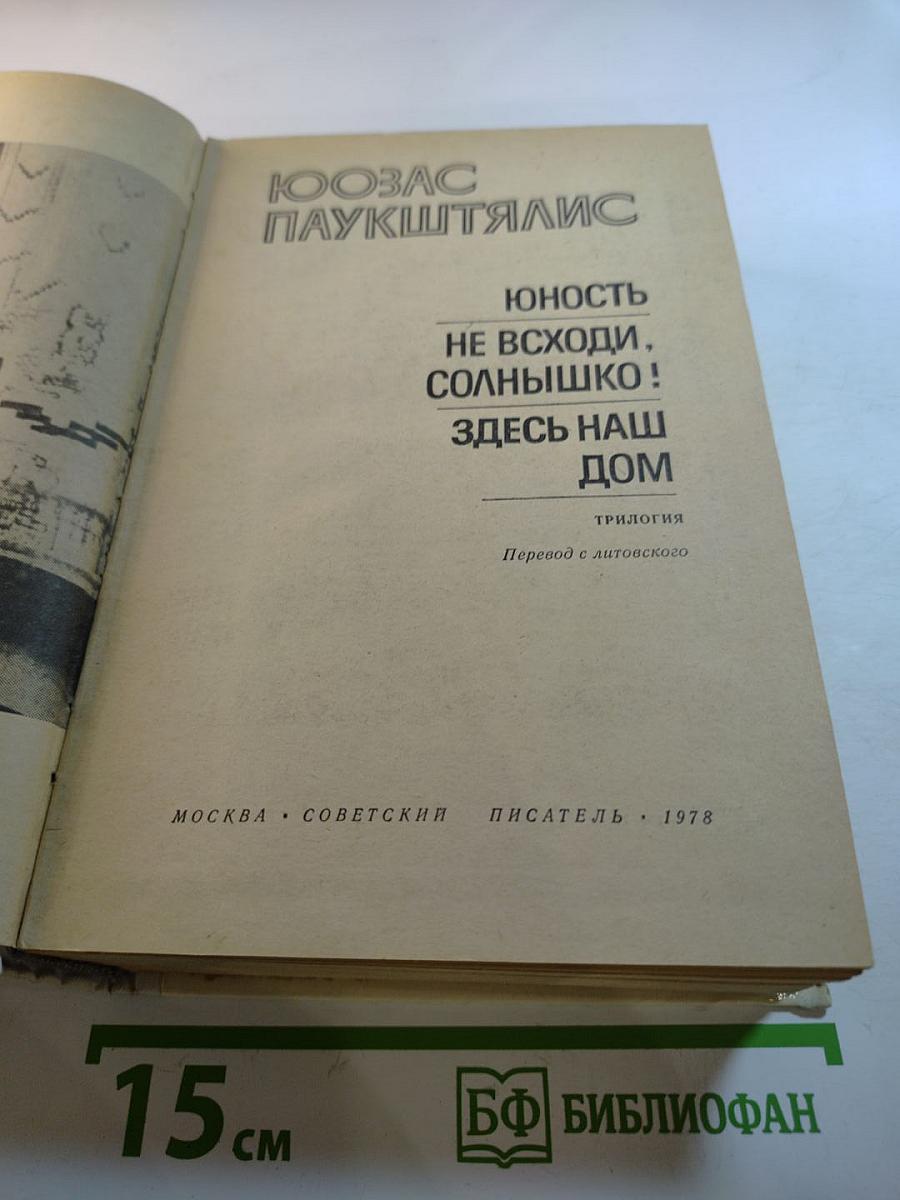 ЮОЗАС
ПАУКШТЯЛИС
ЮНОСТЬ
НЕ ВСХОДИ,
СОЛНЫШКО!
ЗДЕСЬ НАШ
ДОМ
ТРИЛОГИЯ
Перевод с литовского
МОСКВА • СОВЕТСКИЙ ПИСАТЕЛЬ • 1978
15 см
БФ БИБЛИОФАН